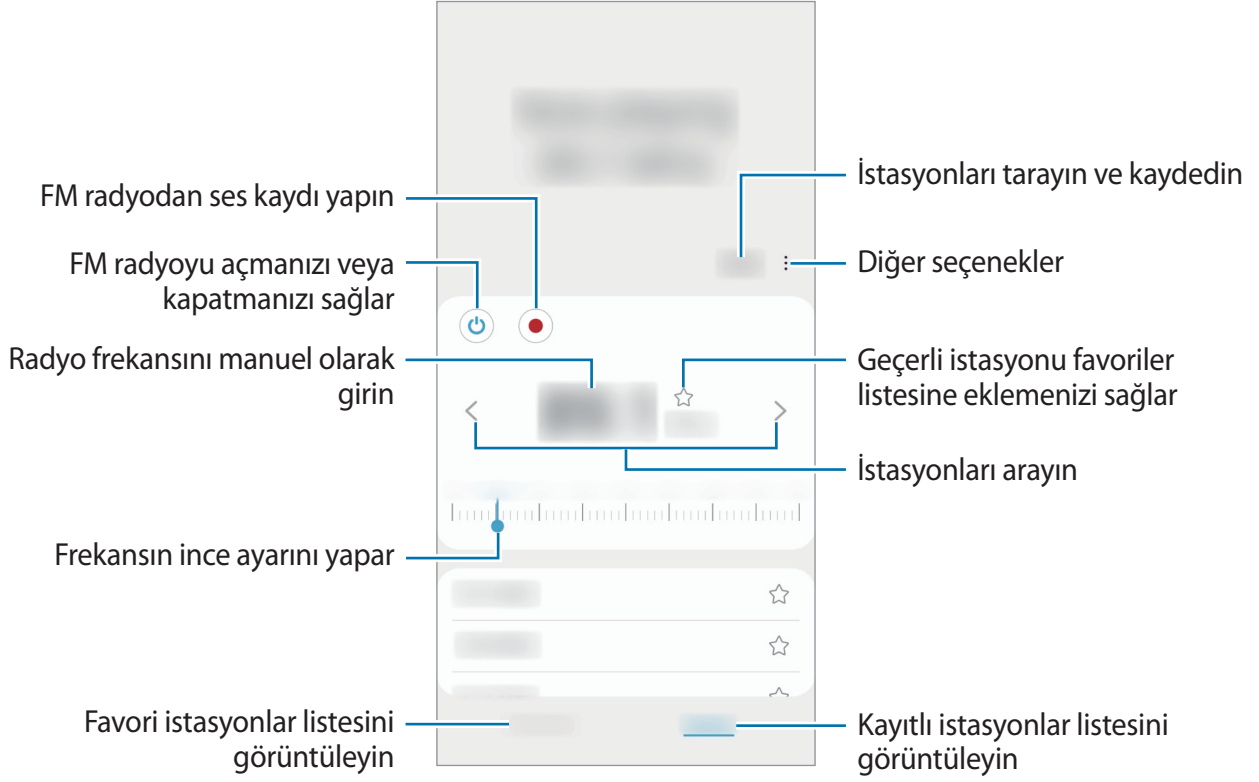 FM radyodan ses kaydı yapın
FM radyoyu açmanızı veya
kapatmanızı sağlar
Radyo frekansını manuel olarak
girin
Frekansın ince ayarını yapar
Favori istasyonlar listesini
görüntüleyin
İstasyonları tarayın ve kaydedin
Diğer seçenekler
Geçerli istasyonu favoriler
listesine eklemenizi sağlar
İstasyonları arayın
Kayıtlı istasyonlar listesini
görüntüleyin